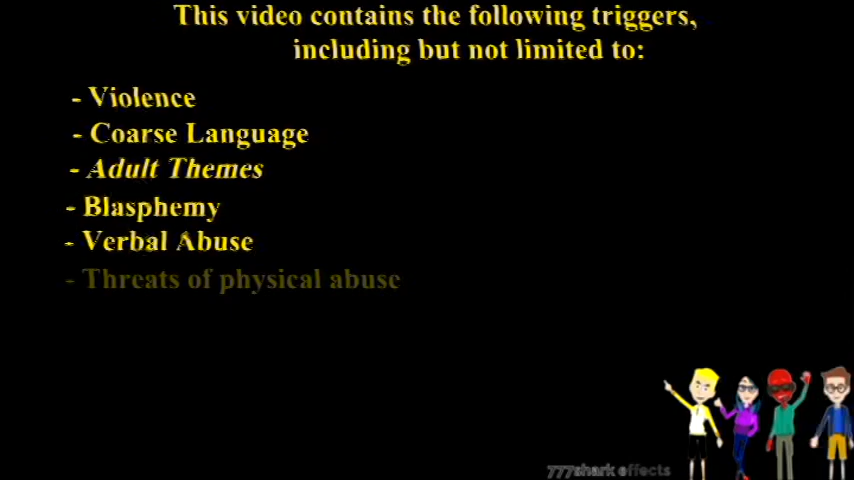 This video contains the following triggers,
including but not limited to:
- Violence
- Coarse Language
- Adult Themes
- Blasphemy
- Verbal Abuse
- Threats of physical abuse
777shark effects